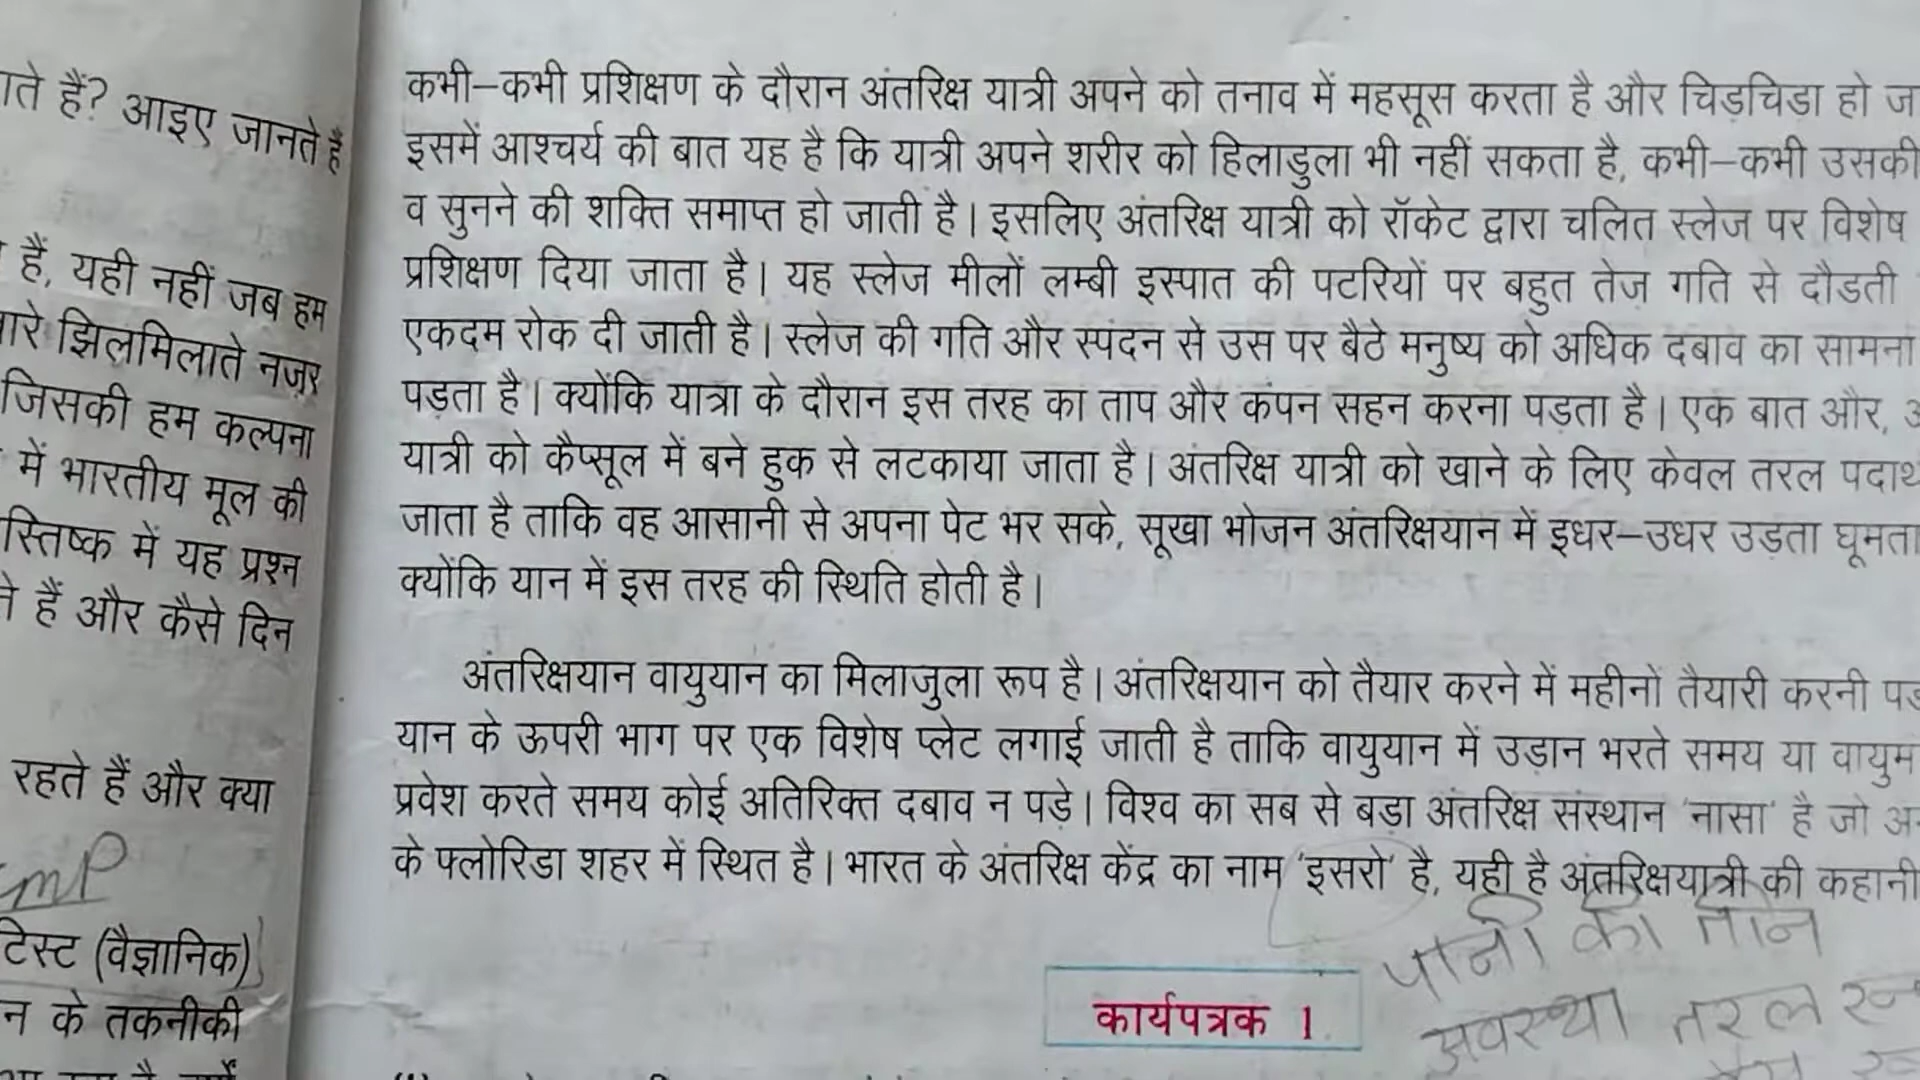 ाते हैं? आइए जानते हैं
हैं, यही नहीं जब हम
ारे झिलमिलाते नज़र
जिसकी हम कल्पना
में भारतीय मूल की
स्तिष्क में यह प्रश्न
हैं और कैसे दिन
रहते हैं और क्या
mp
टिस्ट (वैज्ञानिक)
न के तकनीकी
कभी–कभी प्रशिक्षण के दौरान अंतरिक्ष यात्री अपने को तनाव में महसूस करता है और चिड़चिडा हो ज
इसमें आश्चर्य की बात यह है कि यात्री अपने शरीर को हिलाडुला भी नहीं सकता है, कभी–कभी उसकी
व सुनने की शक्ति समाप्त हो जाती है। इसलिए अंतरिक्ष यात्री को रॉकेट द्वारा चलित स्लेज पर विशेष
प्रशिक्षण दिया जाता है। यह स्लेज मीलों लम्बी इस्पात की पटरियों पर बहुत तेज़ गति से दौडती
एकदम रोक दी जाती है। स्लेज की गति और स्पंदन से उस पर बैठे मनुष्य को अधिक दबाव का सामना
पड़ता है। क्योंकि यात्रा के दौरान इस तरह का ताप और कंपन सहन करना पड़ता है। एक बात और,
यात्री को कैप्सूल में बने हुक से लटकाया जाता है। अंतरिक्ष यात्री को खाने के लिए केवल तरल पदार्थ
जाता है ताकि वह आसानी से अपना पेट भर सके, सूखा भोजन अंतरिक्षयान में इधर–उधर उड़ता घूमता
क्योंकि यान में इस तरह की स्थिति होती है।
अंतरिक्षयान वायुयान का मिलाजुला रूप है। अंतरिक्षयान को तैयार करने में महीनों तैयारी करनी पड
यान के ऊपरी भाग पर एक विशेष प्लेट लगाई जाती है ताकि वायुयान में उड़ान भरते समय या वायुम
प्रवेश करते समय कोई अतिरिक्त दबाव न पड़े। विश्व का सब से बड़ा अंतरिक्ष संस्थान 'नासा' है जो अ
के फ्लोरिडा शहर में स्थित है। भारत के अंतरिक्ष केंद्र का नाम 'इसरो' है, यही है अंतरिक्षयात्री की कहानी
पानी की तीन
अवस्था तरल
कार्यपत्रक 1